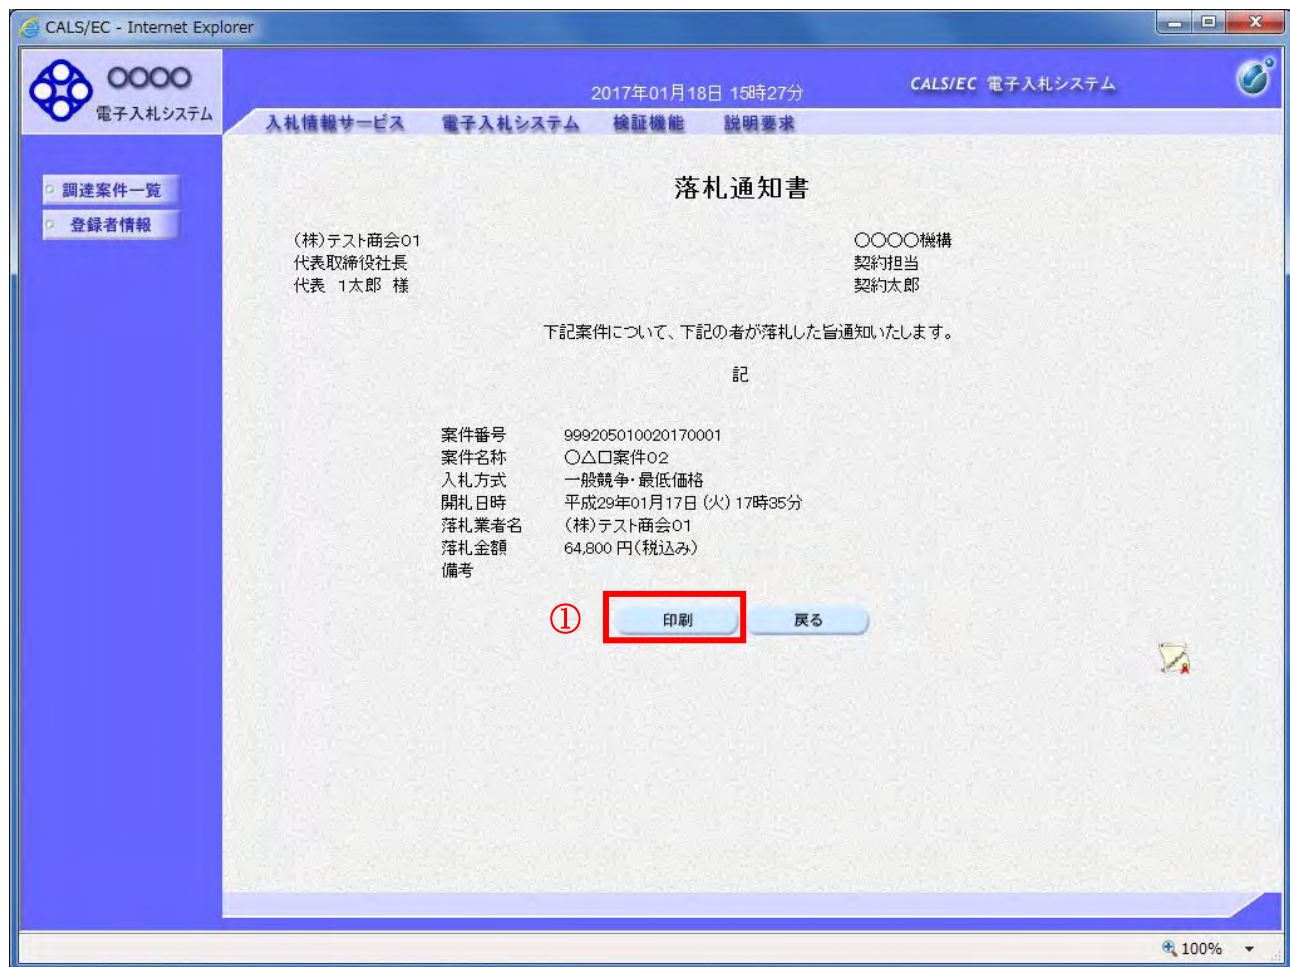 CALS/EC - Internet Explorer
○○○○
電子入札システム
2017年01月18日 15時27分
CALS/EC 電子入札システム
入札情報サービス 電子入札システム 検証機能 説明要求
調達案件一覧
登録者情報
落札通知書
(株)テスト商会01
代表取締役社長
代表 1太郎 様
〇〇〇〇機構
契約担当
契約太郎
下記案件について、下記の者が落札した旨通知いたします。
記
案件番号 999205010020170001
案件名称 〇△□案件02
入札方式 一般競争・最低価格
開札日時 平成29年01月17日 (火) 17時35分
落札業者名 (株)テスト商会01
落札金額 64,800 円(税込み)
備考
① 印刷 戻る
100%